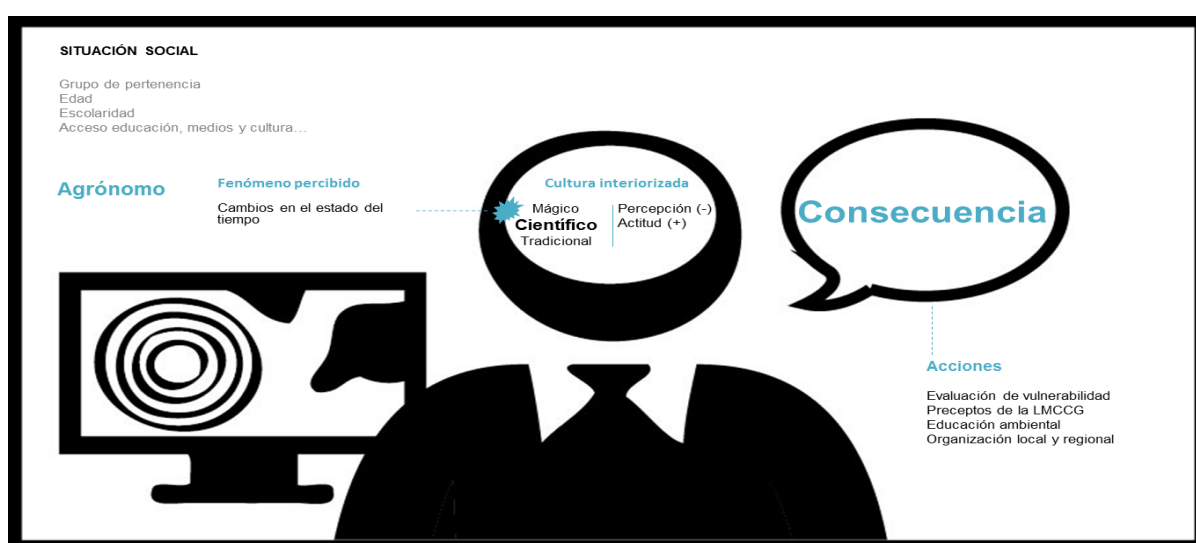 SITUACIÓN SOCIAL
Grupo de pertenencia
Edad
Escolaridad
Acceso educación, medios y cultura…
Agrónomo
Fenómeno percibido
Cambios en el estado del
tiempo
Cultura interiorizada
Mágico
Científico
Tradicional
Percepción (-)
Actitud (+)
Consecuencia
Acciones
Evaluación de vulnerabilidad
Preceptos de la LMCCG
Educación ambiental
Organización local y regional